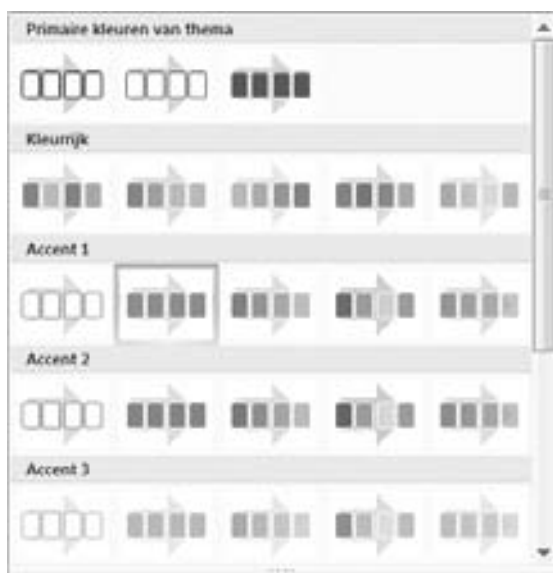 Primaire kleuren van thema
Kleurrijk
Accent 1
Accent 2
Accent 3